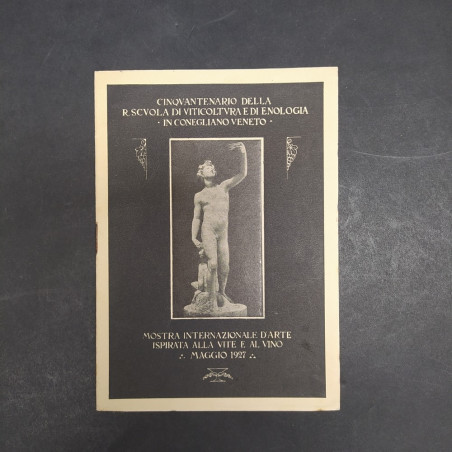 CINQVANTENARIO DELLA
R. SCVOLA DI VITICOLTVRA E DI ENOLOGIA
· IN CONEGLIANO VENETO ·
MOSTRA INTERNAZIONALE D'ARTE
ISPIRATA ALLA VITE E AL VINO
∴ MAGGIO 1927 ∴